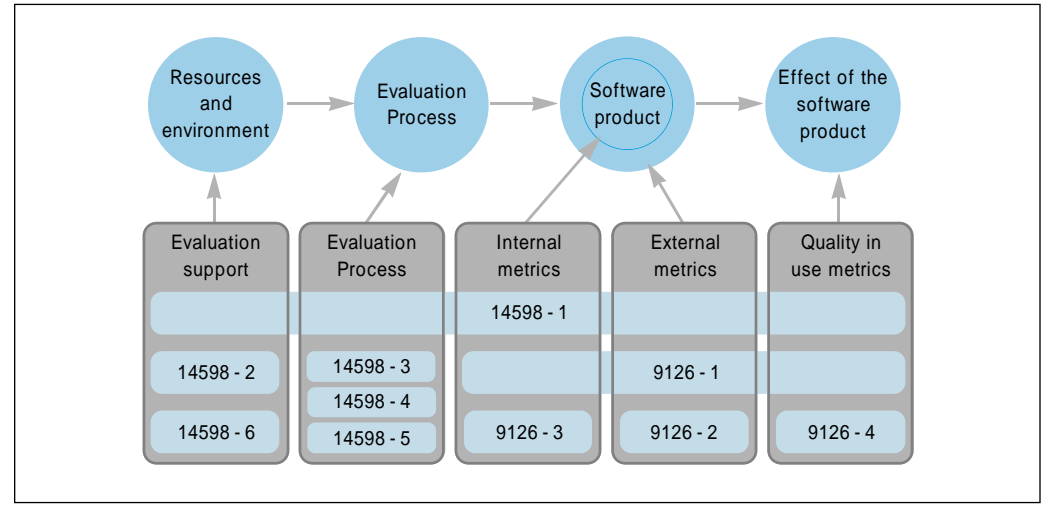 Resources
and
environment
Evaluation
Process
Software
product
Effect of the
software
product
Evaluation
support
Evaluation
Process
Internal
metrics
External
metrics
Quality in
use metrics
14598 - 1
14598 - 2
14598 - 3
9126 - 1
14598 - 4
14598 - 6
14598 - 5
9126 - 3
9126 - 2
9126 - 4